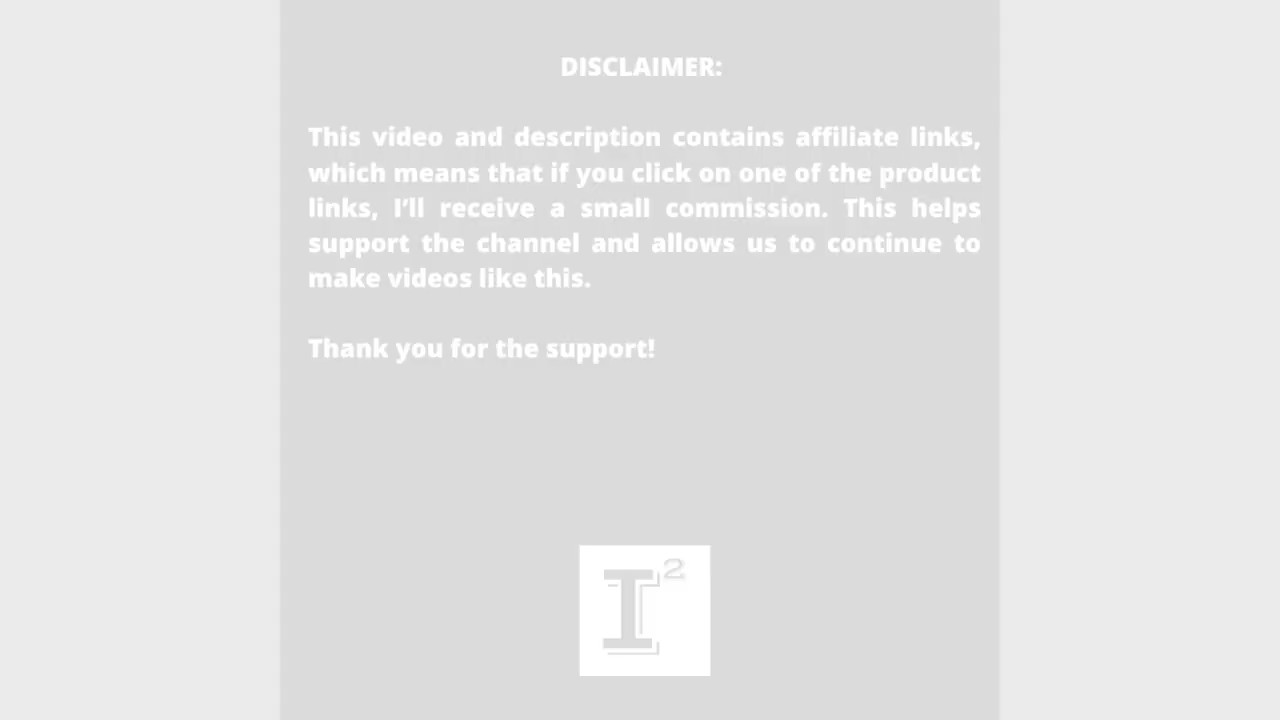 DISCLAIMER:
This video and description contains affiliate links,
which means that if you click on one of the product
links, I’ll receive a small commission. This helps
support the channel and allows us to continue to
make videos like this.
Thank you for the support!
I²